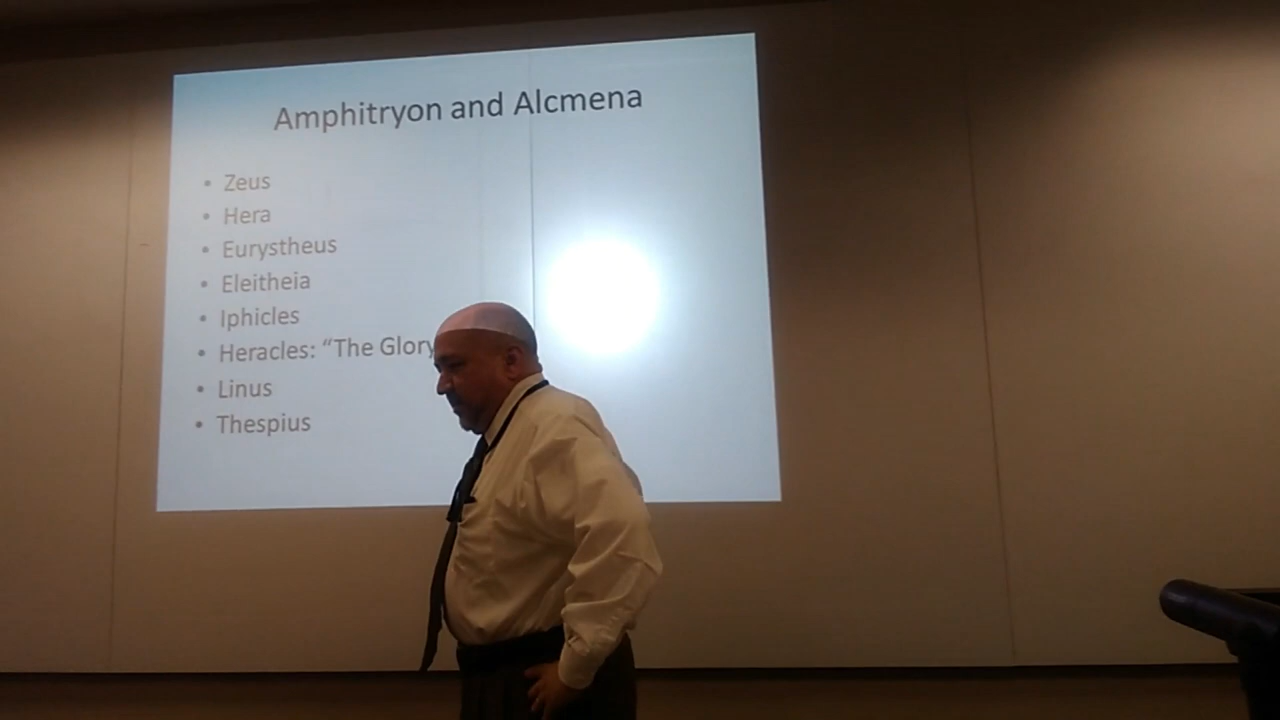 Amphitryon and Alcmena
• Zeus
• Hera
• Eurystheus
• Eleitheia
• Iphicles
• Heracles: “The Glory
• Linus
• Thespius